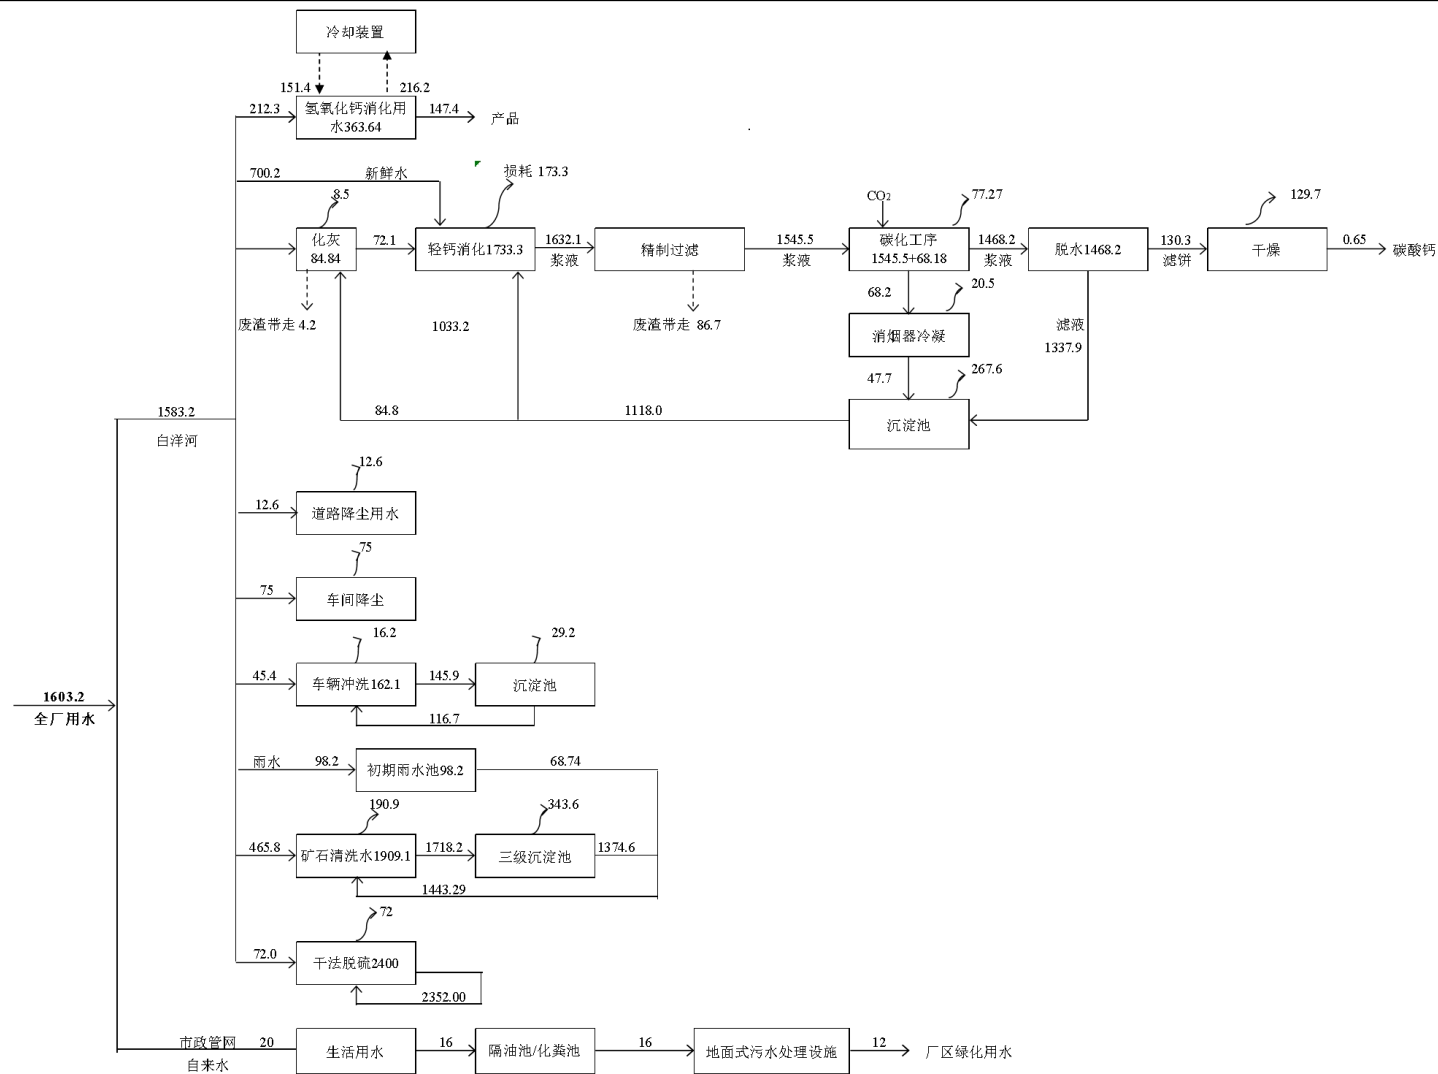 冷却装置
151.4
216.2
212.3
氢氧化钙消化用
水363.64
147.4
产品
700.2
新鲜水
损耗 173.3
8.5
CO2
77.27
129.7
化灰
84.84
72.1
轻钙消化1733.3
1632.1
浆液
精制过滤
1545.5
浆液
碳化工序
1545.5+68.18
1468.2
浆液
脱水1468.2
130.3
滤饼
干燥
0.65
碳酸钙
68.2
20.5
废渣带走 4.2
1033.2
废渣带走 86.7
消烟器冷凝
滤液
1337.9
47.7
267.6
84.8
1118.0
沉淀池
1583.2
白洋河
12.6
12.6
道路降尘用水
75
75
车间降尘
16.2
29.2
45.4
车辆冲洗162.1
145.9
沉淀池
116.7
1603.2
全厂用水
雨水
98.2
初期雨水池98.2
68.74
190.9
343.6
465.8
矿石清洗水1909.1
1718.2
三级沉淀池
1374.6
1443.29
72
72.0
干法脱硫2400
2352.00
市政管网
20
自来水
生活用水
16
隔油池/化粪池
16
地面式污水处理设施
12
厂区绿化用水